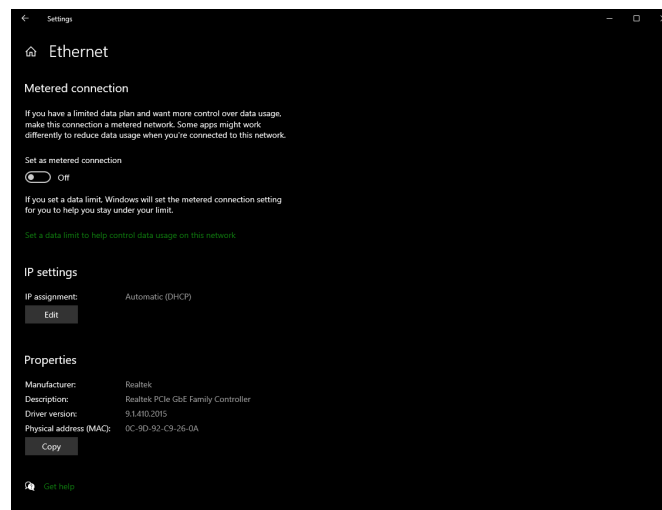 Settings
Ethernet
Metered connection
If you have a limited data plan and want more control over data usage,
make this connection a metered network. Some apps might work
differently to reduce data usage when you're connected to this network.
Set as metered connection
Off
If you set a data limit, Windows will set the metered connection setting
for you to help you stay under your limit.
Set a data limit to help control data usage on this network
IP settings
IP assignment: Automatic (DHCP)
Edit
Properties
Manufacturer: Realtek
Description: Realtek PCIe GbE Family Controller
Driver version: 9.1.410.2015
Physical address (MAC): 0C-9D-92-C9-26-0A
Copy
Get help